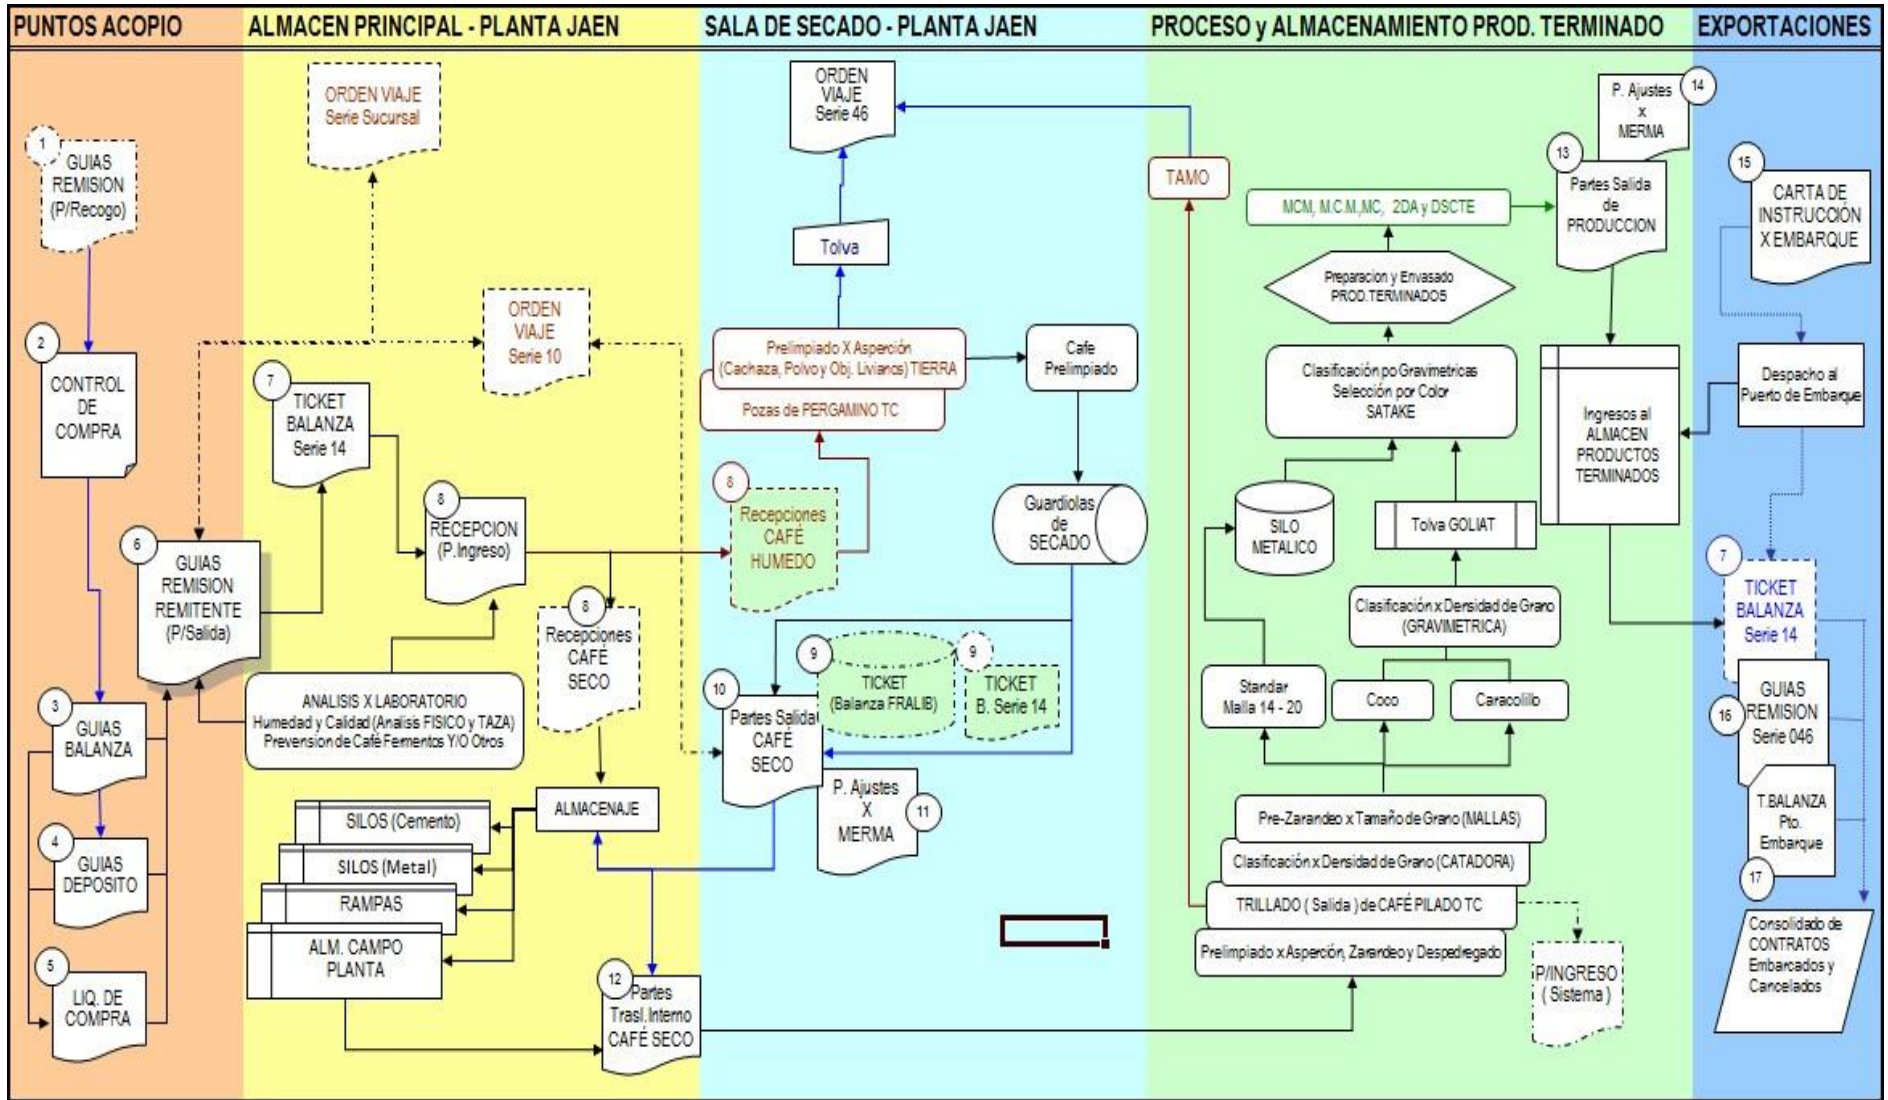 PUNTOS ACOPIO
ALMACEN PRINCIPAL - PLANTA JAEN
SALA DE SECADO - PLANTA JAEN
PROCESO y ALMACENAMIENTO PROD. TERMINADO
EXPORTACIONES
1
GUIAS
REMISION
(P/Recogo)
2
CONTROL
DE
COMPRA
6
GUIAS
REMISION
REMITENTE
(P/Salida)
3
GUIAS
BALANZA
4
GUIAS
DEPOSITO
5
LIQ. DE
COMPRA
ORDEN VIAJE
Serie Sucursal
ORDEN
VIAJE
Serie 10
7
TICKET
BALANZA
Serie 14
8
RECEPCION
(P.Ingreso)
8
Recepciones
CAFÉ
SECO
ANALISIS X LABORATORIO
Humedad y Calidad (Analisis FISICO y TAZA)
Prevension de Café Fermentos Y/O Otros
ALMACENAJE
SILOS (Cemento)
SILOS (Metal)
RAMPAS
ALM. CAMPO
PLANTA
12
Partes
Trasl.Interno
CAFÉ SECO
ORDEN
VIAJE
Serie 46
Tolva
Prelimpiado X Asperción
(Cachaza, Polvo y Obj. Livianos) TIERRA
Pozas de PERGAMINO TC
Cafe
Prelimpiado
8
Recepciones
CAFÉ
HUMEDO
Guardiolas
de
SECADO
9
TICKET
(Balanza FRALIB)
9
TICKET
B. Serie 14
10
Partes Salida
CAFÉ
SECO
P. Ajustes
X
MERMA
11
TAMO
MCM, M.C.M.,MC, 2DA y DSCTE
Preparacion y Envasado
PROD.TERMINADOS
Clasificación po Gravimetricas
Selección por Color
SATAKE
SILO
METALICO
Tolva GOLIAT
Clasificación x Densidad de Grano
(GRAVIMETRICA)
Standar
Malla 14 - 20
Coco
Caracolillo
Pre-Zarandeo x Tamaño de Grano (MALLAS)
Clasificación x Densidad de Grano (CATADORA)
TRILLADO ( Salida ) de CAFÉ PILADO TC
Prelimpiado x Asperción, Zarandeo y Despedregado
P/INGRESO
( Sistema )
P. Ajustes
x
MERMA
14
13
Partes Salida
de
PRODUCCION
Ingresos al
ALMACEN
PRODUCTOS
TERMINADOS
15
CARTA DE
INSTRUCCIÓN
X EMBARQUE
Despacho al
Puerto de Embarque
7
TICKET
BALANZA
Serie 14
16
GUIAS
REMISION
Serie 046
T.BALANZA
Pto.
Embarque
17
Consolidado de
CONTRATOS
Embarcados y
Cancelados